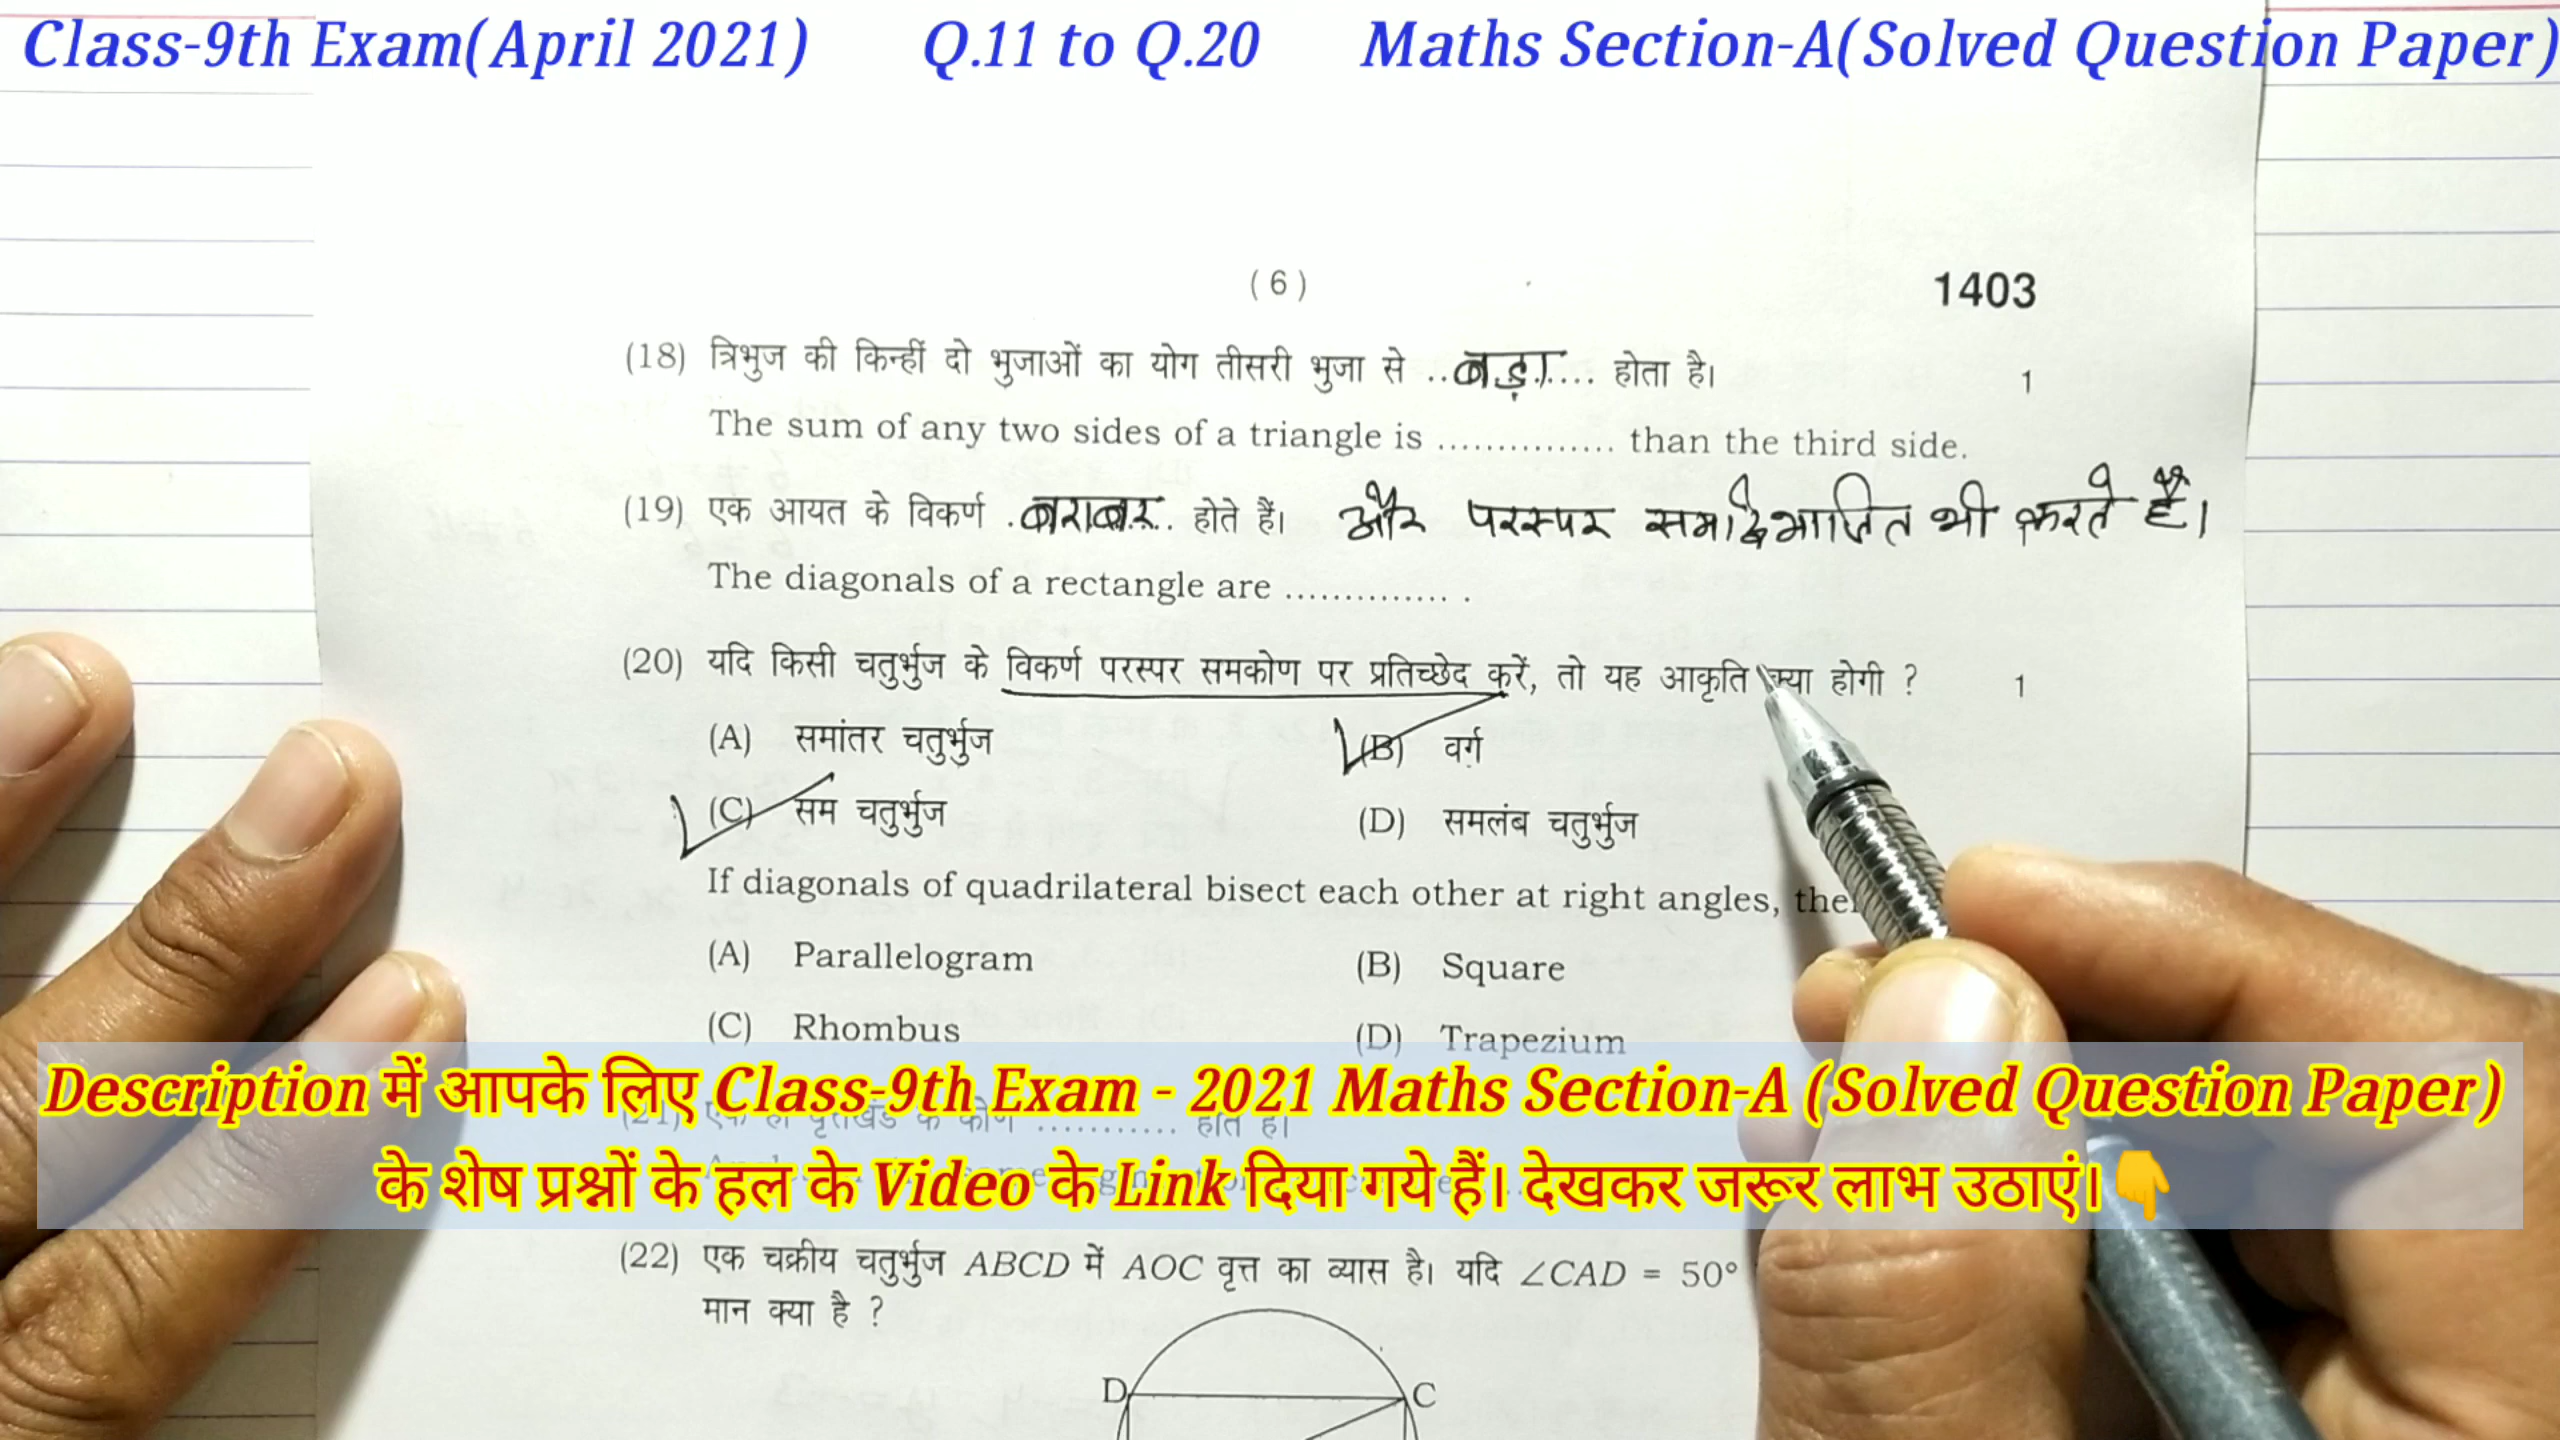 Class-9th Exam(April 2021) Q.11 to Q.20 Maths Section-A(Solved Question Paper)
( 6 ) 1403
(18) त्रिभुज की किन्हीं दो भुजाओं का योग तीसरी भुजा से ..बड़ा.... होता है। 1
The sum of any two sides of a triangle is ............... than the third side.
(19) एक आयत के विकर्ण .बराबर.. होते हैं। और परस्पर समद्विभाजित भी करते हैं।
The diagonals of a rectangle are .............. .
(20) यदि किसी चतुर्भुज के विकर्ण परस्पर समकोण पर प्रतिच्छेद करें, तो यह आकृति क्या होगी ? 1
(A) समांतर चतुर्भुज (B) वर्ग
(C) सम चतुर्भुज (D) समलंब चतुर्भुज
If diagonals of quadrilateral bisect each other at right angles,
(A) Parallelogram (B) Square
(C) Rhombus (D) Trapezium
Description में आपके लिए Class-9th Exam - 2021 Maths Section-A (Solved Question Paper)
के शेष प्रश्नों के हल के Video के Link दिया गये हैं। देखकर जरूर लाभ उठाएं।👇
(22) एक चक्रीय चतुर्भुज ABCD में AOC वृत्त का व्यास है। यदि ∠CAD = 50°
मान क्या है ?
D C